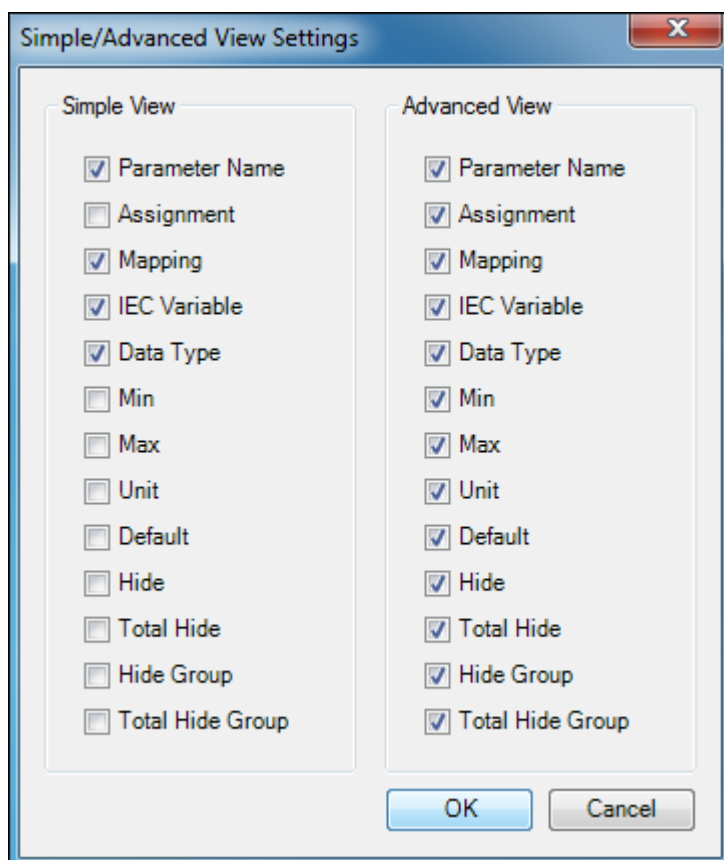 Simple/Advanced View Settings
Simple View
Parameter Name
Assignment
Mapping
IEC Variable
Data Type
Min
Max
Unit
Default
Hide
Total Hide
Hide Group
Total Hide Group
Advanced View
Parameter Name
Assignment
Mapping
IEC Variable
Data Type
Min
Max
Unit
Default
Hide
Total Hide
Hide Group
Total Hide Group
OK
Cancel